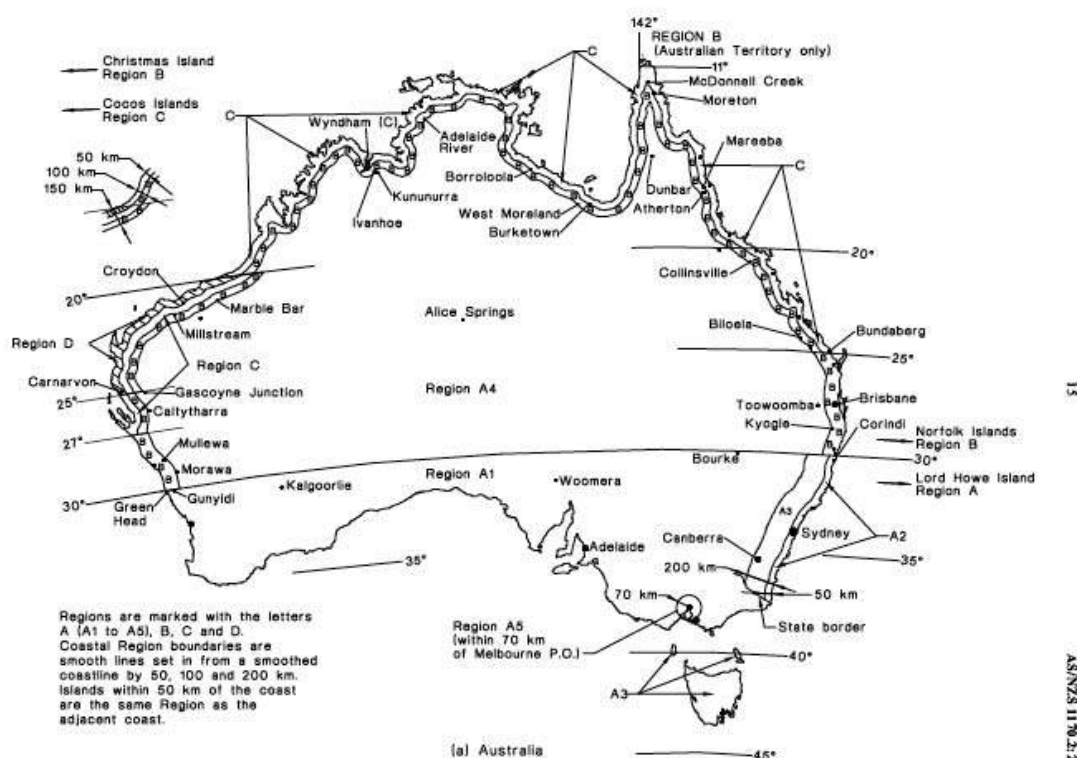 142°
REGION B
(Australian Territory only)
11°
McDonnell Creek
Moreton
Christmas Island
Region B
Cocos Islands
Region C
C
C
Wyndham (C)
Adelaide
River
Mareeba
C
50 km
100 km
150 km
Borroloola
Kununurra
Ivanhoe
Dunbar
Atherton
West Moreland
Burketown
Croydon
20°
20°
Collinsville
Marble Bar
Alice Springs
Millstream
Biloela
Bundaberg
Region D
Region C
25°
Carnarvon
Gascoyne Junction
Region A4
25°
Callytharra
Toowoomba
Brisbane
Kyogle
Corindi
27°
Norfolk Islands
Region B
Mullewa
Bourke
30°
Morawa
Region A1
Lord Howe Island
Region A
Kalgoorlie
Woomera
30°
Gunyidi
Green
Head
A3
Sydney
A2
Canberra
Adelaide
35°
35°
200 km
70 km
50 km
Regions are marked with the letters
A (A1 to A5), B, C and D.
Coastal Region boundaries are
smooth lines set in from a smoothed
coastline by 50, 100 and 200 km.
Islands within 50 km of the coast
are the same Region as the
adjacent coast.
Region A5
(within 70 km
of Melbourne P.O.)
State border
40°
A3
(a) Australia
45°
15
AS/NZS 1170.2: